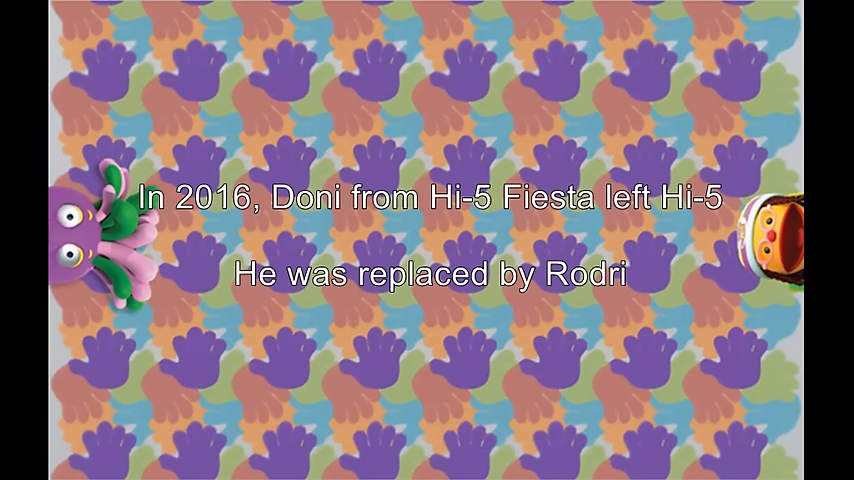 In 2016, Doni from Hi-5 Fiesta left Hi-5
He was replaced by Rodri